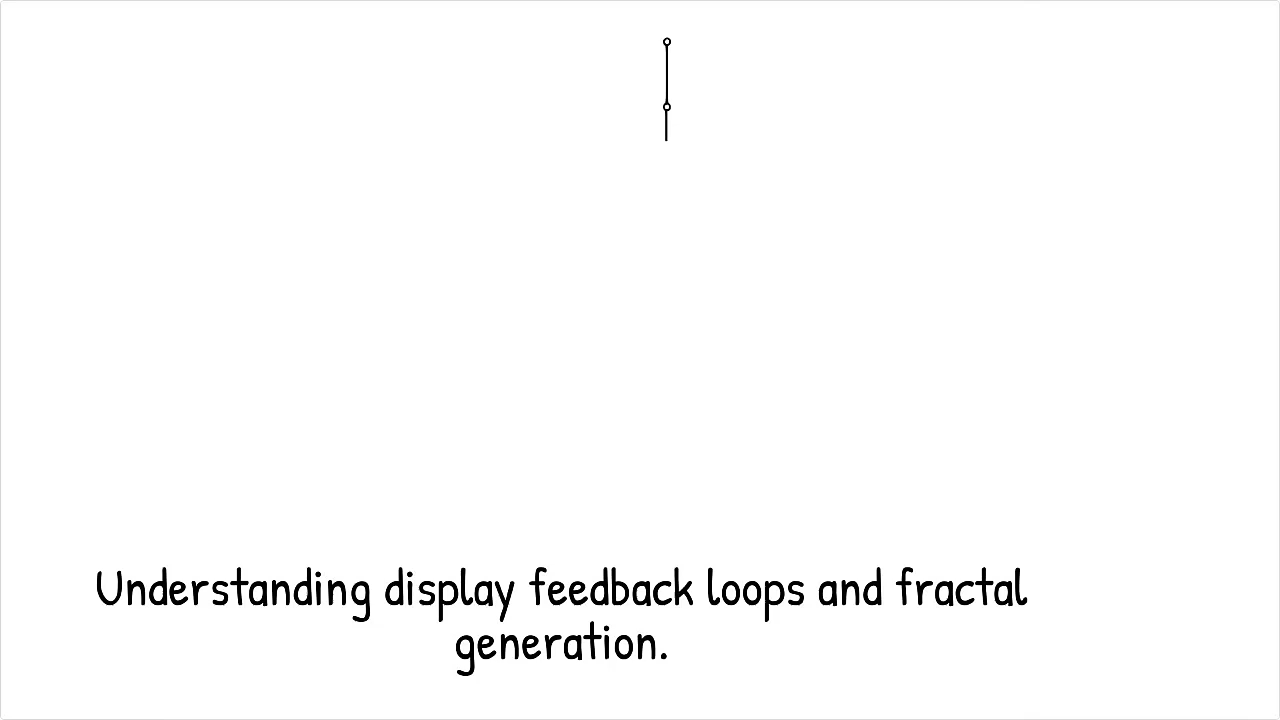 Understanding display feedback loops and fractal
generation.